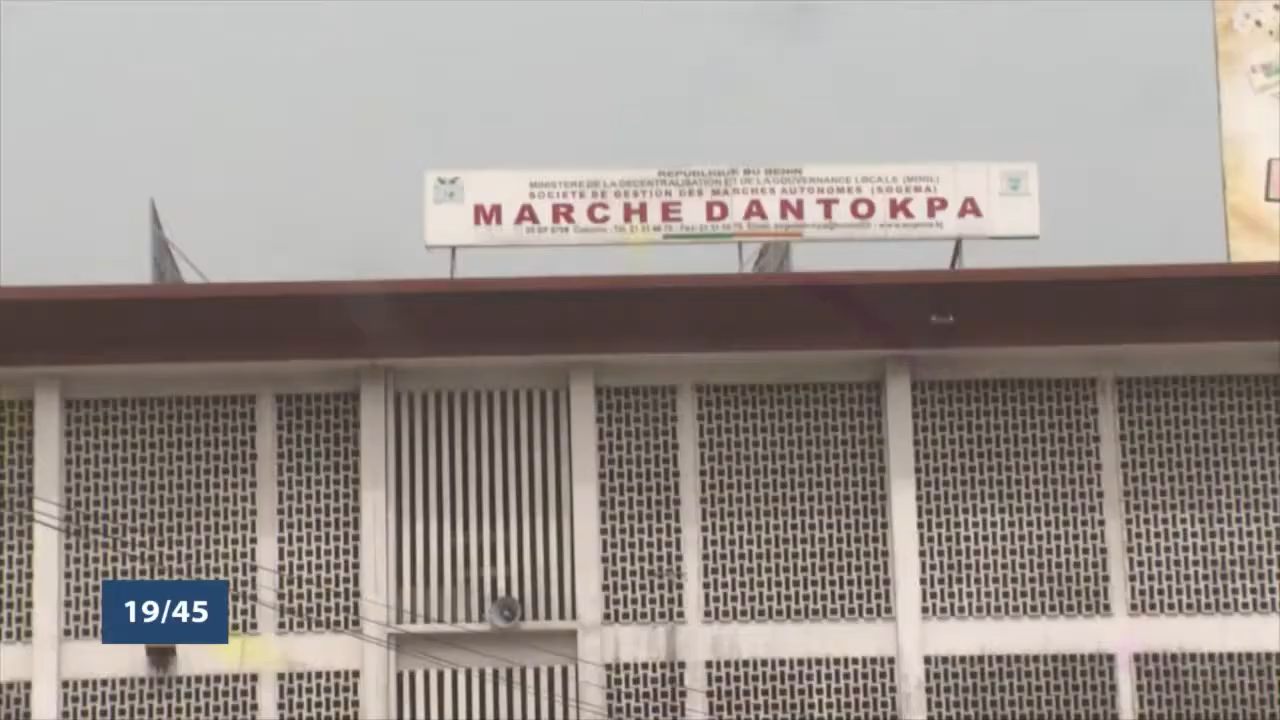 REPUBLIQUE DU BENIN
MINISTERE DE LA DECENTRALISATION ET DE LA GOUVERNANCE LOCALE
SOCIETE DE GESTION DES MARCHES AUTONOMES (SOGEMA)
MARCHE DANTOKPA
19/45